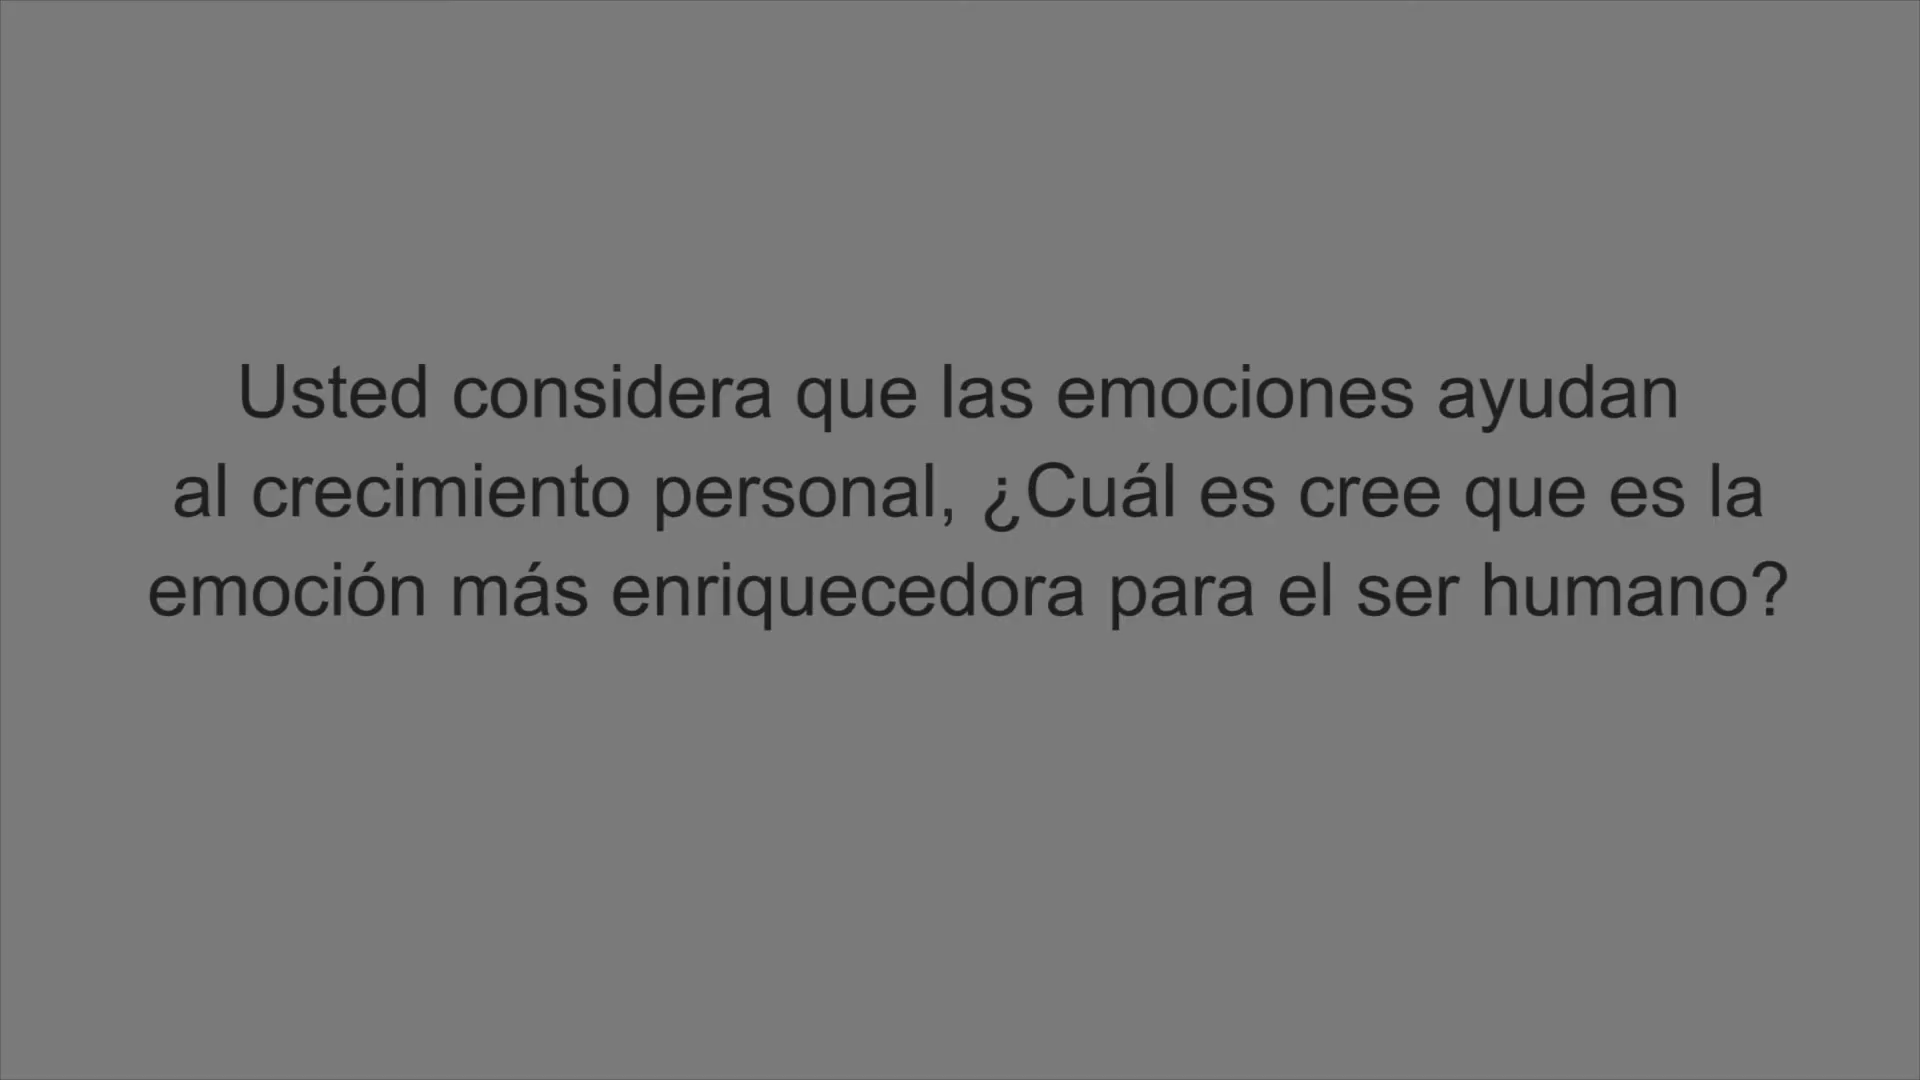 Usted considera que las emociones ayudan
al crecimiento personal, ¿Cuál es cree que es la
emoción más enriquecedora para el ser humano?